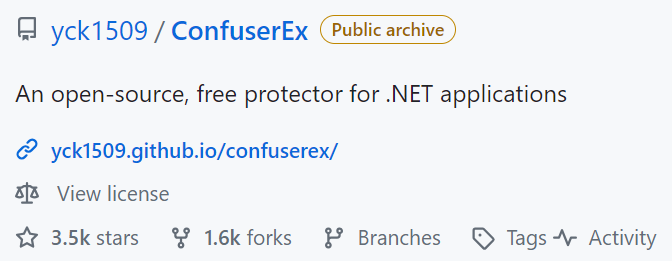 yck1509 / ConfuserEx Public archive
An open-source, free protector for .NET applications
yck1509.github.io/confuserex/
View license
3.5k stars 1.6k forks Branches Tags Activity